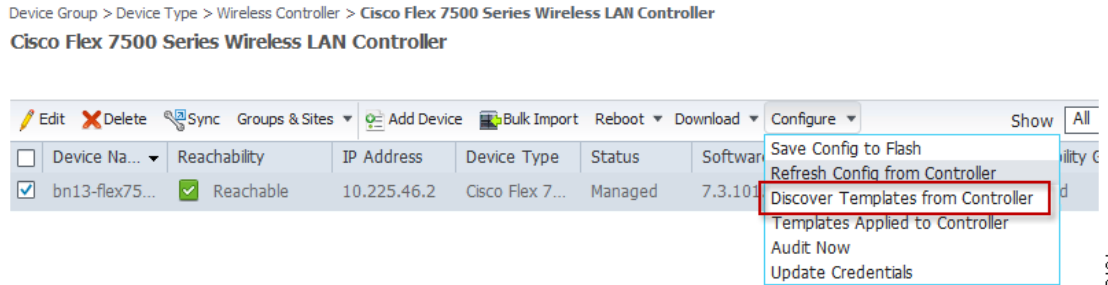 Device Group > Device Type > Wireless Controller > Cisco Flex 7500 Series Wireless LAN Controller
Cisco Flex 7500 Series Wireless LAN Controller
Edit Delete Sync Groups & Sites Add Device Bulk Import Reboot Download Configure Show All
Device Na... Reachability IP Address Device Type Status
bn13-flex75... Reachable 10.225.46.2 Cisco Flex 7... Managed 7.3.101
Save Config to Flash
Refresh Config from Controller
Discover Templates from Controller
Templates Applied to Controller
Audit Now
Update Credentials